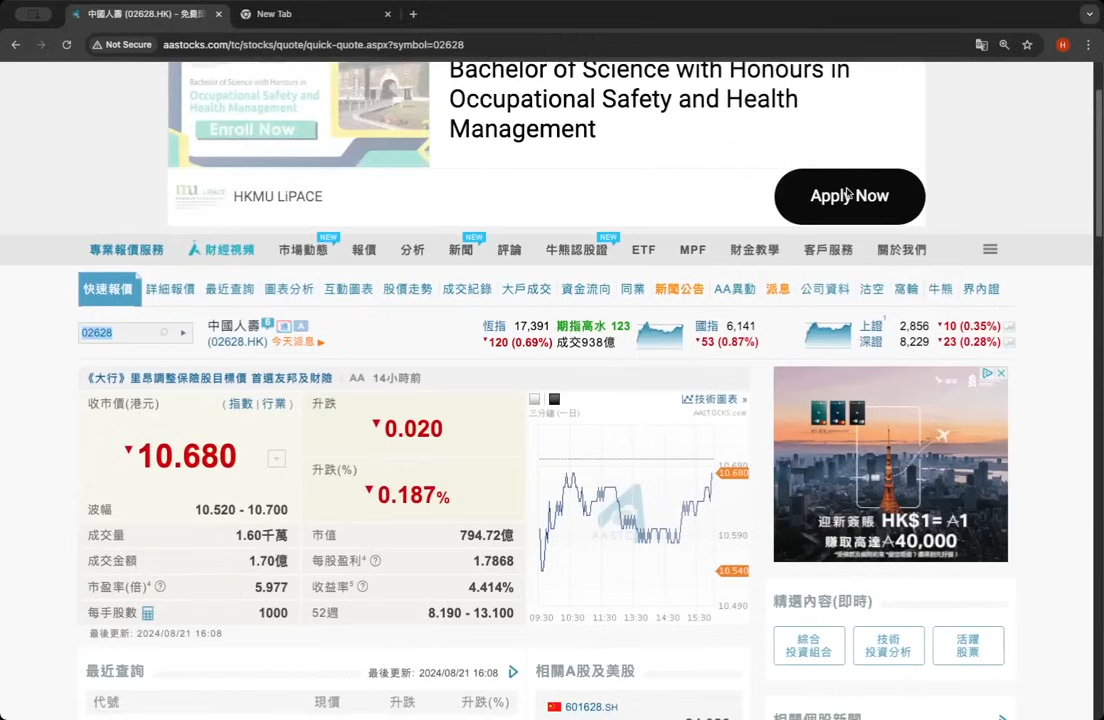 中國人壽 (02628.HK) - 免費
New Tab
Not Secure
aastocks.com/tc/stocks/quote/quick-quote.aspx?symbol=02628
H
Bachelor of Science with Honours in
Occupational Safety and Health
Management
Bachelor of Science with Honours in
Occupational Safety and
Health Management
Enroll Now
mu LiPACE
HKMU LiPACE
Apply Now
專業報價服務
財經視頻
市場動態
NEW
報價
分析
新聞
NEW
評論
牛熊認股證
NEW
ETF
MPF
財金教學
客戶服務
關於我們
快速報價
詳細報價
最近查詢
圖表分析
互動圖表
股價走勢
成交紀錄
大戶成交
資金流向
同業
新聞公告
AA異動
派息
公司資料
沽空
窩輪
牛熊
界內證
02628
中國人壽
A
(02628.HK) 今天派息
恆指 17,391 期指高水 123
120 (0.69%) 成交938億
國指 6,141
53 (0.87%)
上證 2,856 10 (0.35%)
深證 8,229 23 (0.28%)
《大行》里昂調整保險股目標價 首選友邦及財險
AA 14小時前
收市價(港元) (指數|行業)
10.680
升跌
0.020
升跌(%)
0.187%
波幅 10.520 - 10.700
成交量 1.60千萬
市值 794.72億
成交金額 1.70億
每股盈利4 1.7868
市盈率(倍)4 5.977
收益率5 4.414%
每手股數 1000
52週 8.190 - 13.100
最後更新: 2024/08/21 16:08
技術圖表 »
三分鐘 (一日)
AASTOCKS.com
10.690
10.680
10.590
10.540
10.490
09:30 10:30 11:30 13:30 14:30 15:30
迎新簽賬 HK$1=A1
賺取高達A40,000
精選內容(即時)
綜合
投資組合
技術
投資分析
活躍
股票
最近查詢
最後更新: 2024/08/21 16:08
代號 現價 升跌 升跌(%)
相關A股及美股
601628.SH
相關個股新聞